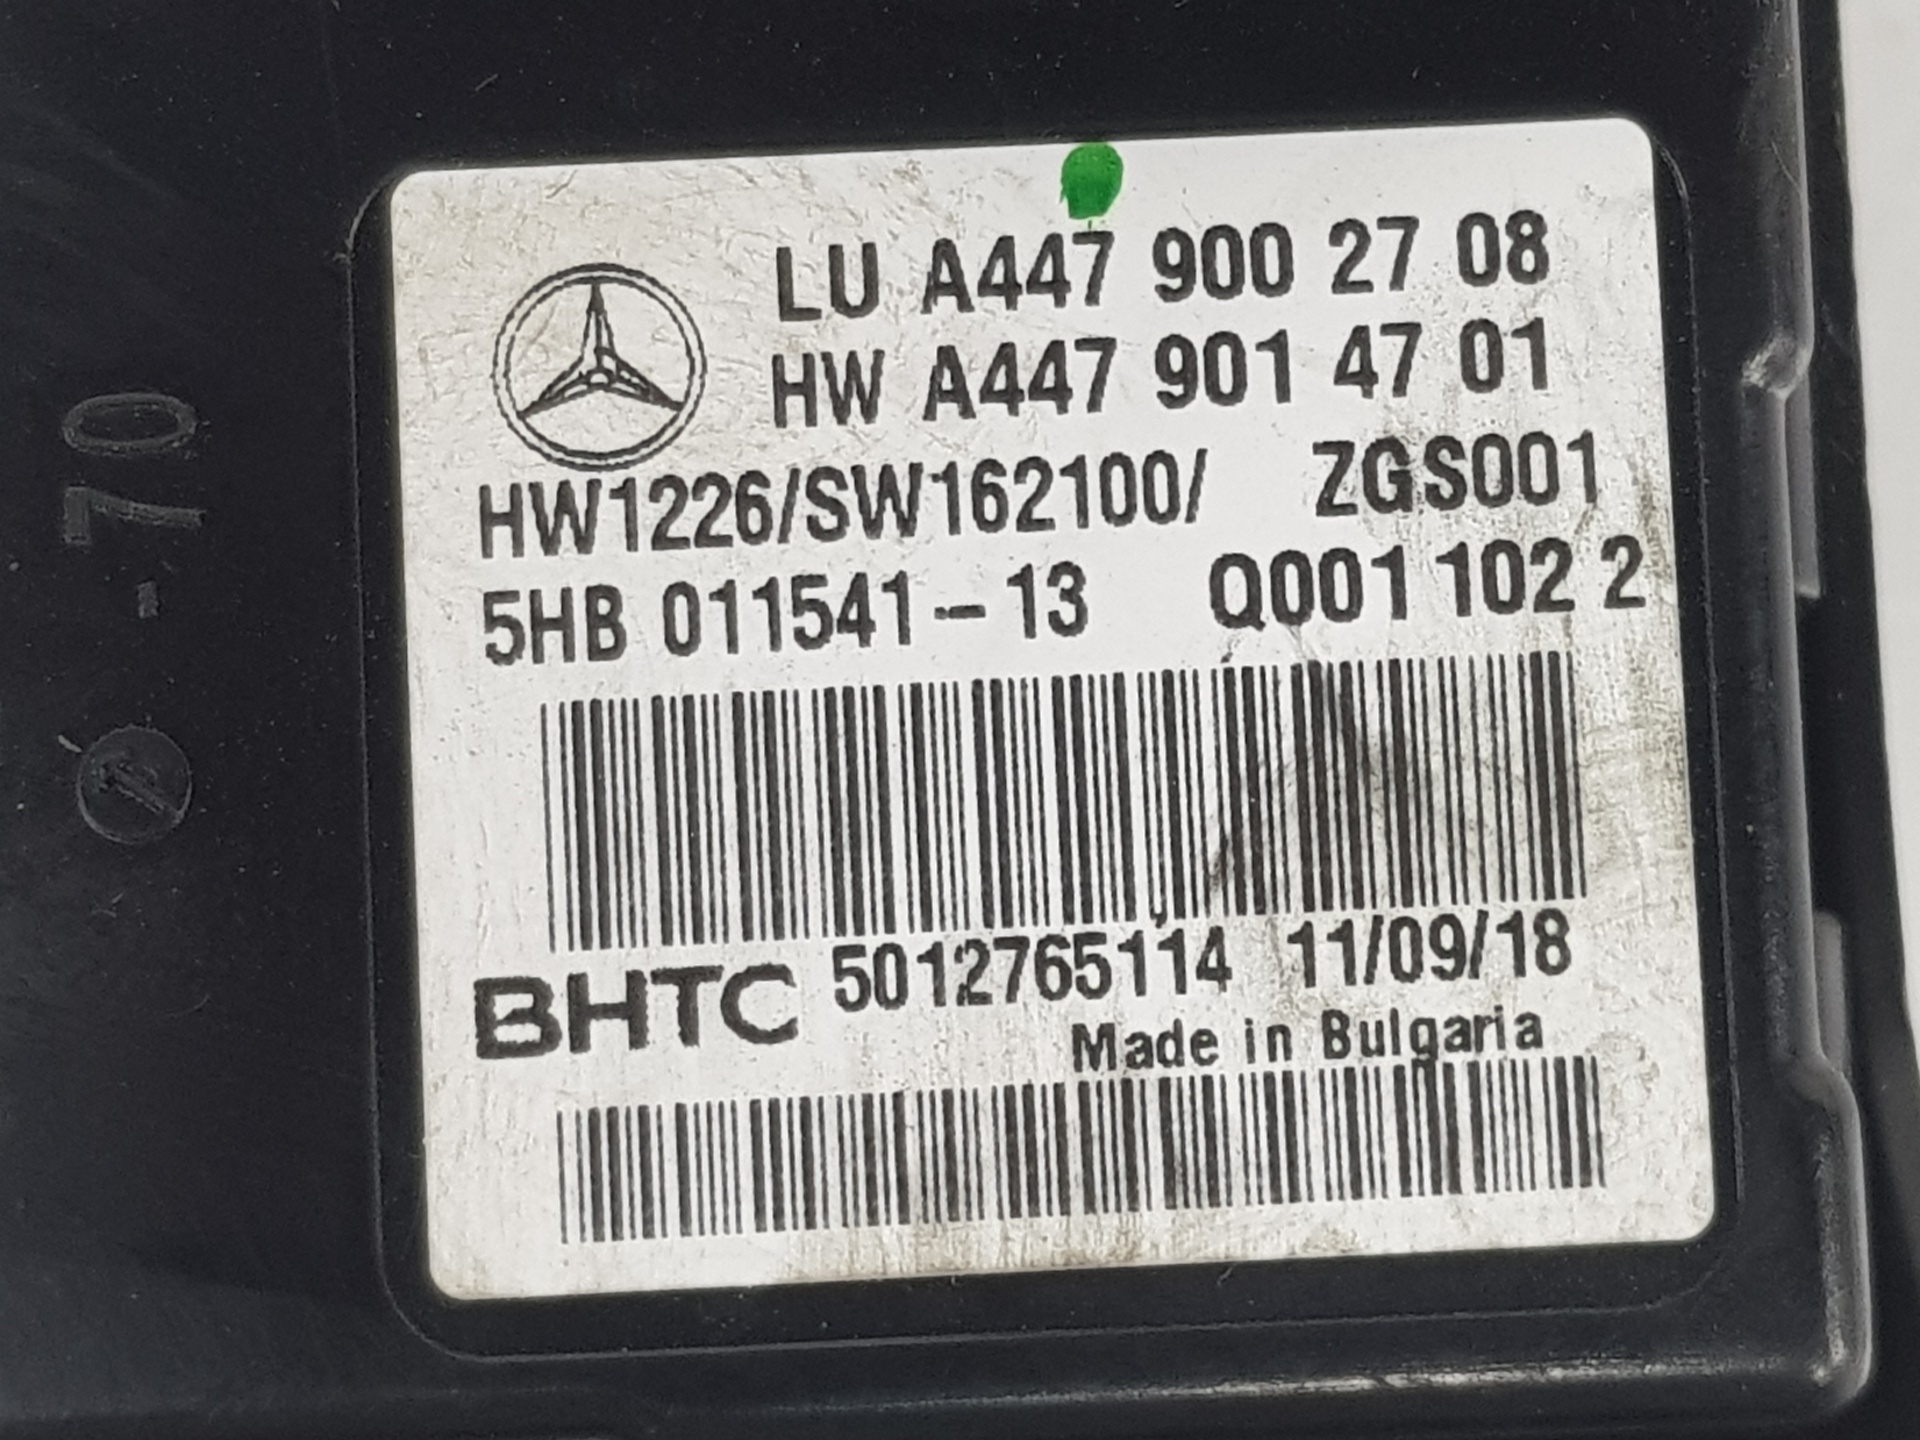 LU A447 900 27 08
HW A447 901 47 01
HW1226/SW162100/ ZGS001
5HB 011541-13 Q001 102 2
BHTC 5012765114 11/09/18
Made in Bulgaria
-70